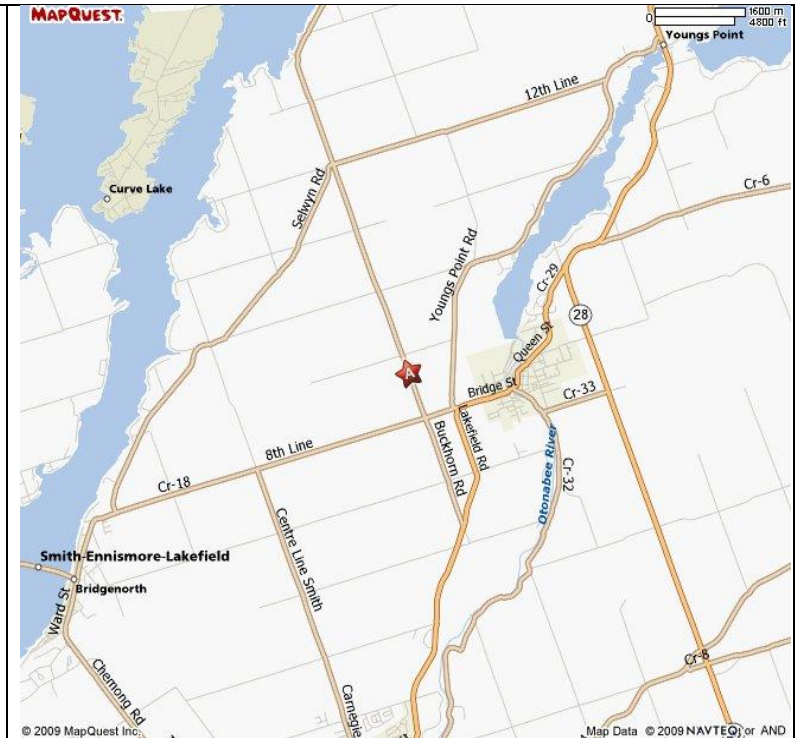 MAPQUEST.
0 1600 m
4800 ft
Youngs Point
12th Line
Curve Lake
Selwyn Rd
Cr-6
Youngs Point Rd
Cr-29
28
Queen St
A
Bridge St
Cr-33
Lakefield Rd
Buckhorn Rd
8th Line
Otonabee River
Cr-32
Cr-18
Centre Line Smith
Smith-Ennismore-Lakefield
Bridgenorth
Ward St
Chemong Rd
Carnegie
Cr-8
© 2009 MapQuest Inc.
Map Data © 2009 NAVTEQ or AND